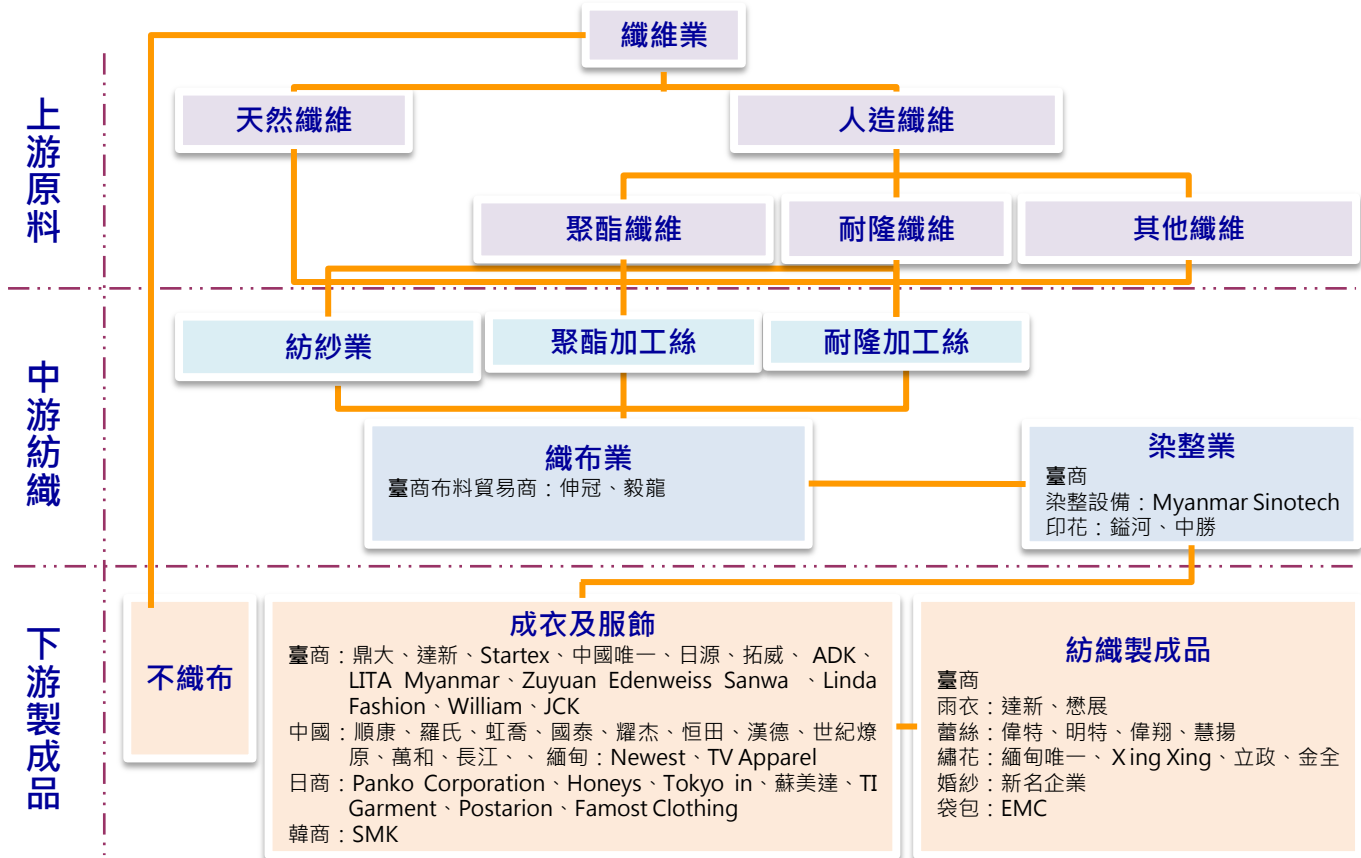 纖維業
上游原料
天然纖維
人造纖維
聚酯纖維
耐隆纖維
其他纖維
中游紡織
紡紗業
聚酯加工絲
耐隆加工絲
織布業
臺商布料貿易商：伸冠、毅龍
染整業
臺商
染整設備：Myanmar Sinotech
印花：鎰河、中勝
下游製成品
不織布
成衣及服飾
臺商：鼎大、達新、Startex、中國唯一、日源、拓威、 ADK、
LITA Myanmar、Zuyuan Edenweiss Sanwa 、Linda
Fashion、William、JCK
中國：順康、羅氏、虹喬、國泰、耀杰、恒田、漢德、世紀燎
原、萬和、長江、、 緬甸：Newest、TV Apparel
日商：Panko Corporation、Honeys、Tokyo in、蘇美達、TI
Garment、Postarion、Famost Clothing
韓商：SMK
紡織製成品
臺商
雨衣：達新、懋展
蕾絲：偉特、明特、偉翔、慧揚
繡花：緬甸唯一、Xing Xing、立政、金全
婚紗：新名企業
袋包：EMC